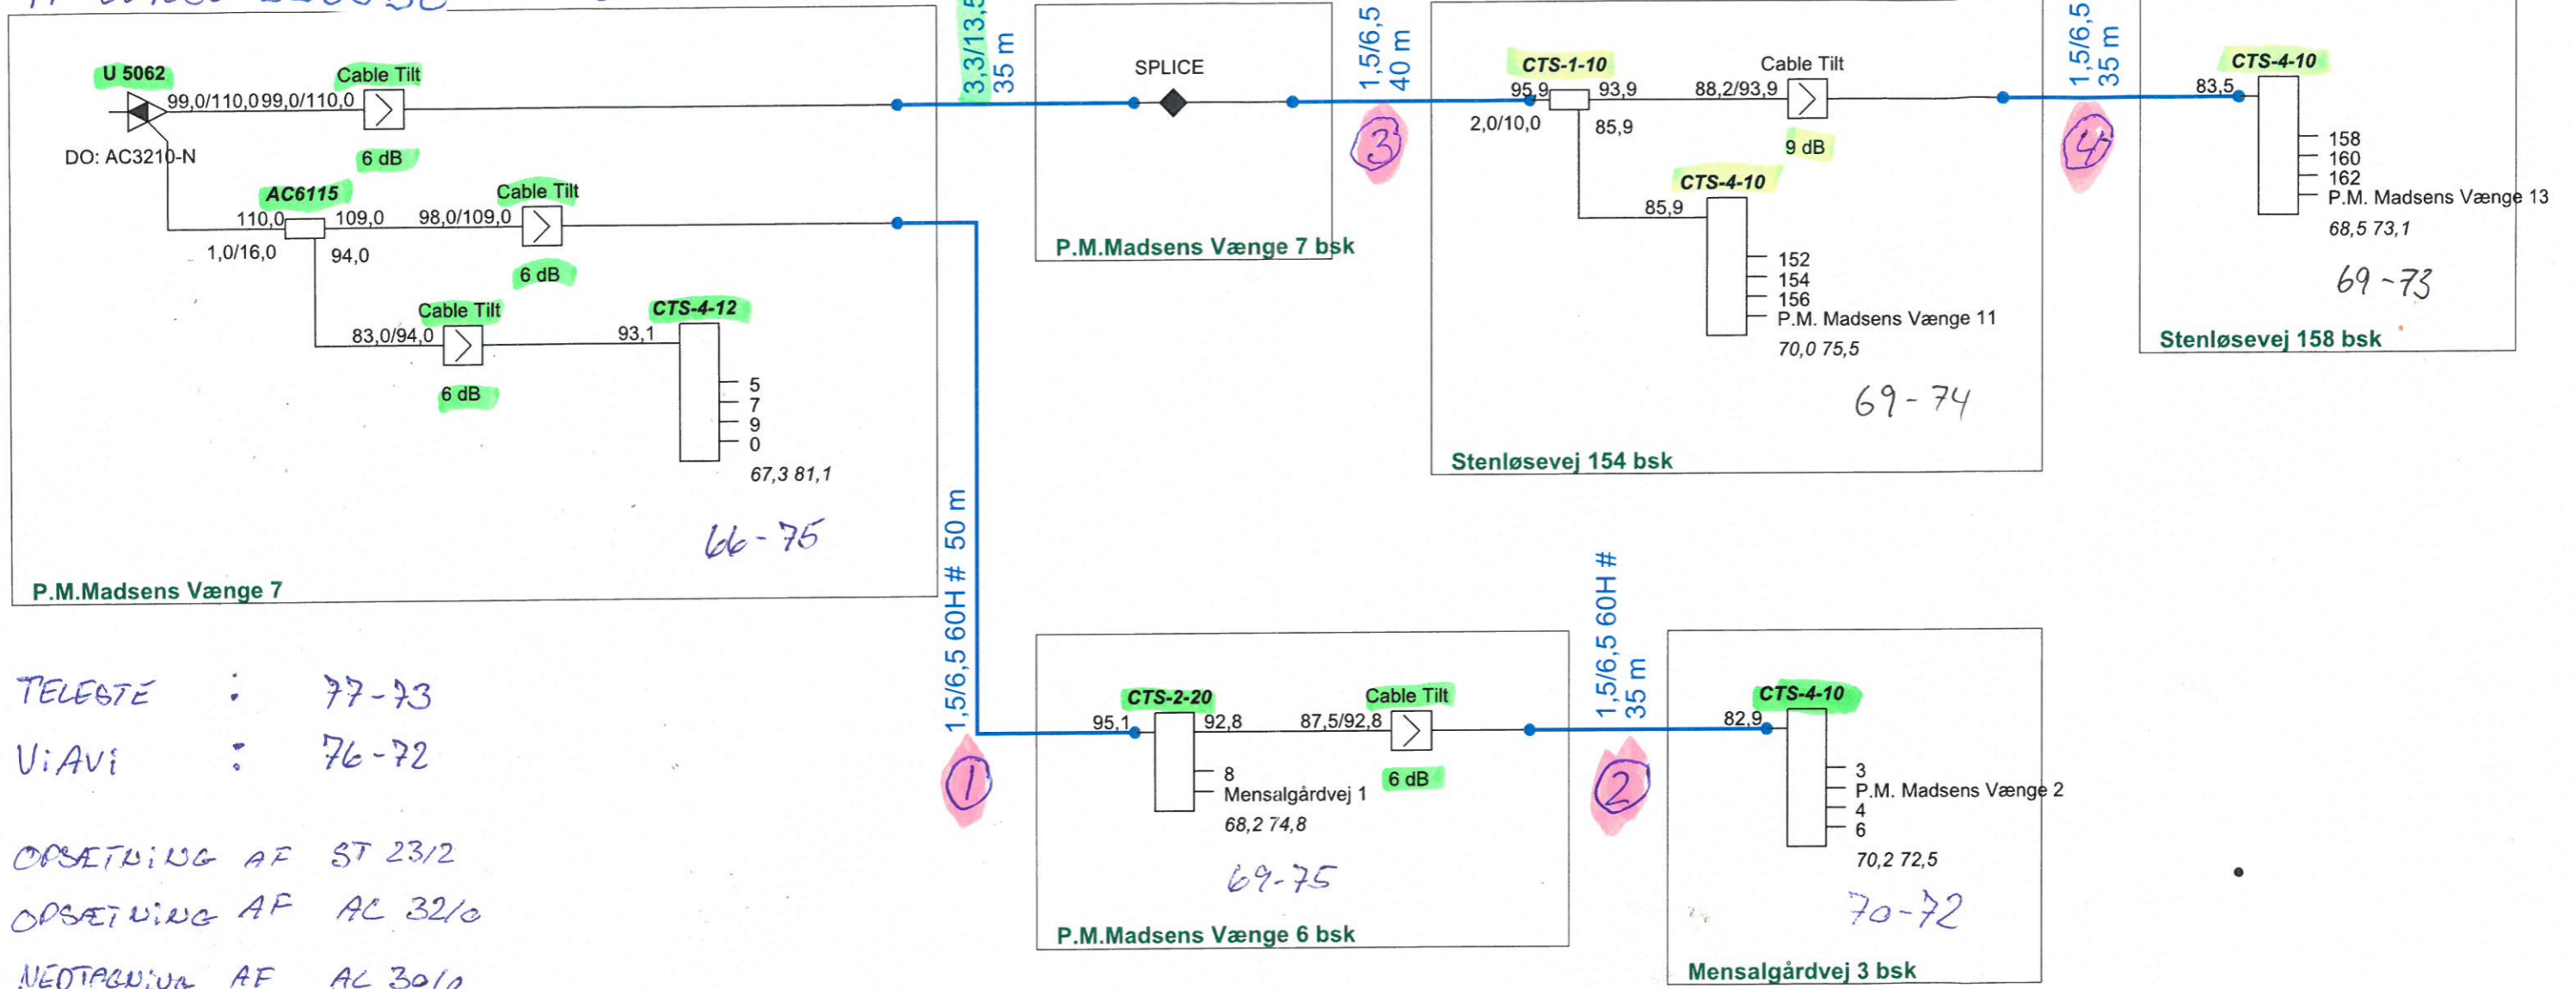 U 5062
99,0/110,0
99,0/110,0
Cable Tilt
6 dB
DO: AC3210-N
AC6115
110,0
109,0
1,0/16,0
94,0
98,0/109,0
Cable Tilt
6 dB
Cable Tilt
83,0/94,0
6 dB
93,1
CTS-4-12
5
7
9
0
67,3 81,1
66-75
P.M.Madsens Vænge 7
3,3/13,5
35 m
SPLICE
P.M.Madsens Vænge 7 bsk
1,5/6,5
40 m
3
CTS-1-10
95,9
93,9
2,0/10,0
85,9
88,2/93,9
Cable Tilt
9 dB
CTS-4-10
85,9
152
154
156
P.M. Madsens Vænge 11
70,0 75,5
69-74
Stenløsevej 154 bsk
1,5/6,5
35 m
4
CTS-4-10
83,5
158
160
162
P.M. Madsens Vænge 13
68,5 73,1
69-73
Stenløsevej 158 bsk
1,5/6,5 60H # 50 m
1
CTS-2-20
95,1
92,8
87,5/92,8
Cable Tilt
6 dB
8
Mensalgårdvej 1
68,2 74,8
69-75
P.M.Madsens Vænge 6 bsk
1,5/6,5 60H #
35 m
2
CTS-4-10
82,9
3
P.M. Madsens Vænge 2
4
6
70,2 72,5
70-72
Mensalgårdvej 3 bsk
TELESTE : 77-73
ViAVi : 76-72
OPSÆTNiNG AF ST 23/2
OPSÆTNiNG AF AC 32/0
NEDTAGNiNG AF AC 30/0